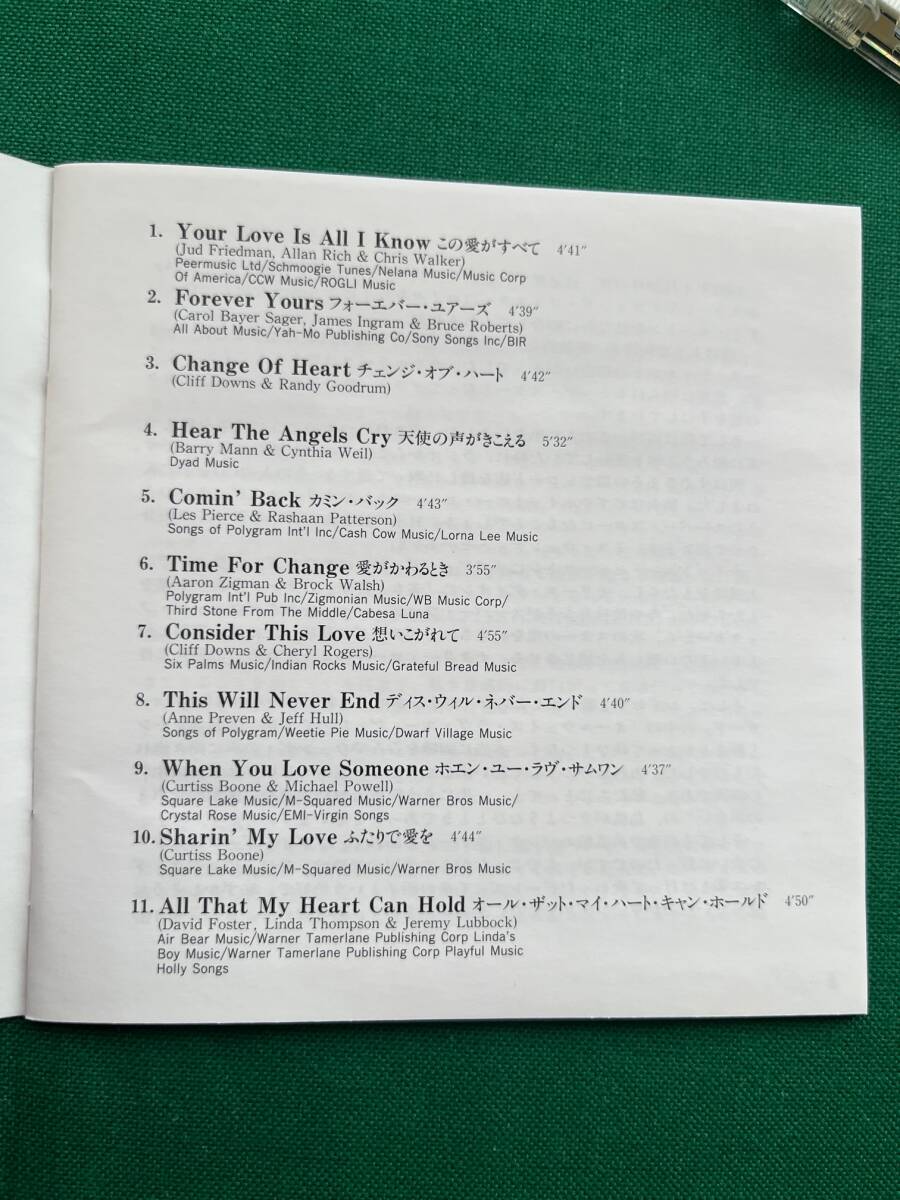 1. Your Love Is All I Know この愛がすべて 4'41"
(Jud Friedman, Allan Rich & Chris Walker)
Peermusic Ltd/Schmoogie Tunes/Nelana Music/Music Corp
Of America/CCW Music/ROGLI Music
2. Forever Yours フォーエバー・ユアーズ 4'39"
(Carol Bayer Sager, James Ingram & Bruce Roberts)
All About Music/Yah-Mo Publishing Co/Sony Songs Inc/BIR
3. Change Of Heart チェンジ・オブ・ハート 4'42"
(Cliff Downs & Randy Goodrum)
4. Hear The Angels Cry 天使の声がきこえる 5'32"
(Barry Mann & Cynthia Weil)
Dyad Music
5. Comin' Back カミン・バック 4'43"
(Les Pierce & Rashaan Patterson)
Songs of Polygram Int'l Inc/Cash Cow Music/Lorna Lee Music
6. Time For Change 愛がかわるとき 3'55"
(Aaron Zigman & Brock Walsh)
Polygram Int'l Pub Inc/Zigmonian Music/WB Music Corp/
Third Stone From The Middle/Cabesa Luna
7. Consider This Love 想いこがれて 4'55"
(Cliff Downs & Cheryl Rogers)
Six Palms Music/Indian Rocks Music/Grateful Bread Music
8. This Will Never End ディス・ウィル・ネバー・エンド 4'40"
(Anne Preven & Jeff Hull)
Songs of Polygram/Weetie Pie Music/Dwarf Village Music
9. When You Love Someone ホエン・ユー・ラヴ・サムワン 4'37"
(Curtiss Boone & Michael Powell)
Square Lake Music/M-Squared Music/Warner Bros Music/
Crystal Rose Music/EMI-Virgin Songs
10. Sharin' My Love ふたりで愛を 4'44"
(Curtiss Boone)
Square Lake Music/M-Squared Music/Warner Bros Music
11. All That My Heart Can Hold オール・ザット・マイ・ハート・キャン・ホールド 4'50"
(David Foster, Linda Thompson & Jeremy Lubbock)
Air Bear Music/Warner Tamerlane Publishing Corp Linda's
Boy Music/Warner Tamerlane Publishing Corp Playful Music
Holly Songs